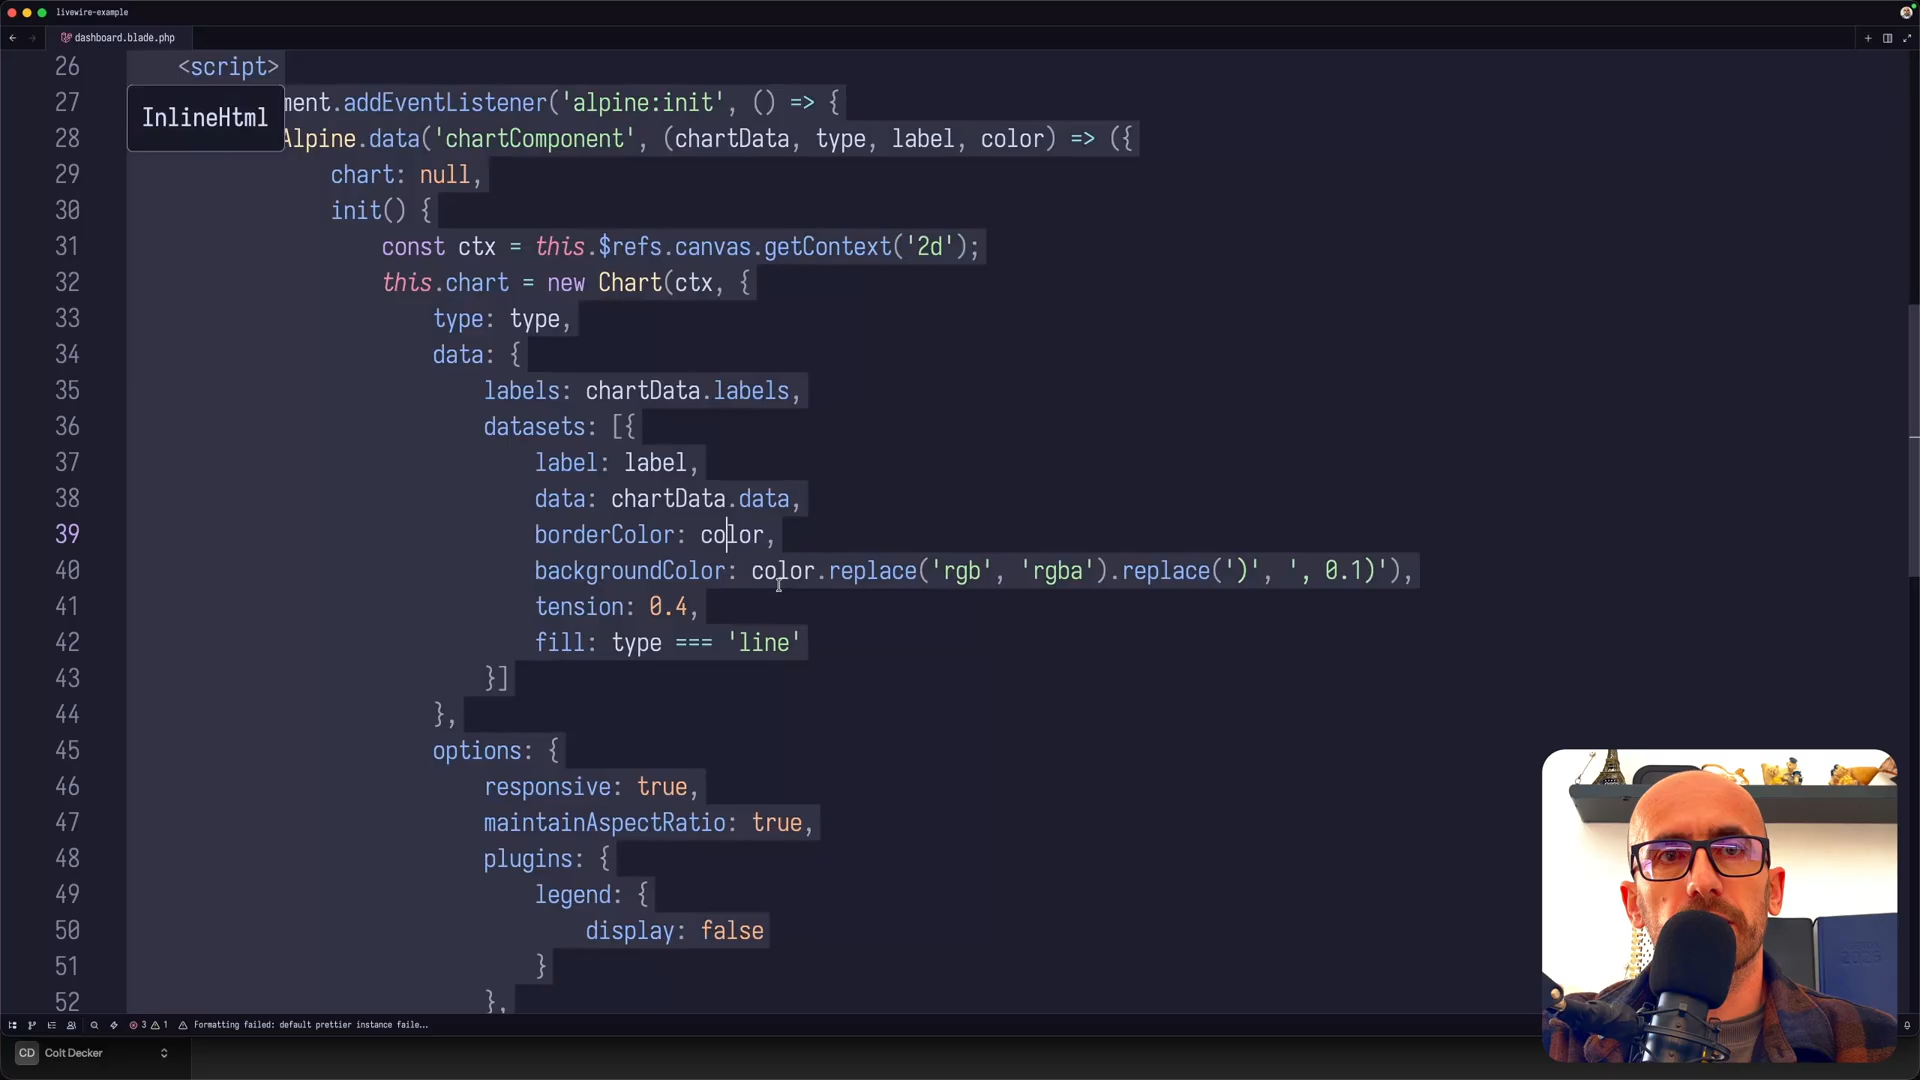 livewire-example
dashboard.blade.php
26 <script>
27 ment.addEventListener('alpine:init', () => {
InlineHtml
28 Alpine.data('chartComponent', (chartData, type, label, color) => ({
29 chart: null,
30 init() {
31 const ctx = this.$refs.canvas.getContext('2d');
32 this.chart = new Chart(ctx, {
33 type: type,
34 data: {
35 labels: chartData.labels,
36 datasets: [{
37 label: label,
38 data: chartData.data,
39 borderColor: color,
40 backgroundColor: color.replace('rgb', 'rgba').replace(')', ', 0.1)'),
41 tension: 0.4,
42 fill: type === 'line'
43 }]
44 },
45 options: {
46 responsive: true,
47 maintainAspectRatio: true,
48 plugins: {
49 legend: {
50 display: false
51 }
52 },
3 1 Formatting failed: default prettier instance faile...
CD Colt Decker